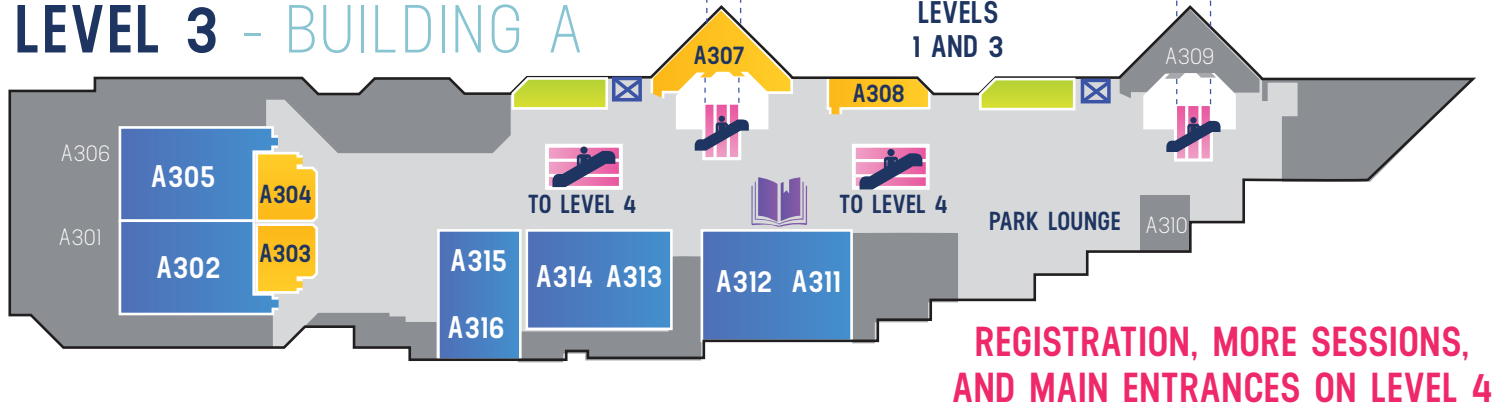 LEVEL 3 - BUILDING A
LEVELS
1 AND 3
A307
A309
A308
A306
A305
A304
TO LEVEL 4
TO LEVEL 4
PARK LOUNGE
A310
A301
A302
A303
A315
A314 A313
A312 A311
A316
REGISTRATION, MORE SESSIONS,
AND MAIN ENTRANCES ON LEVEL 4